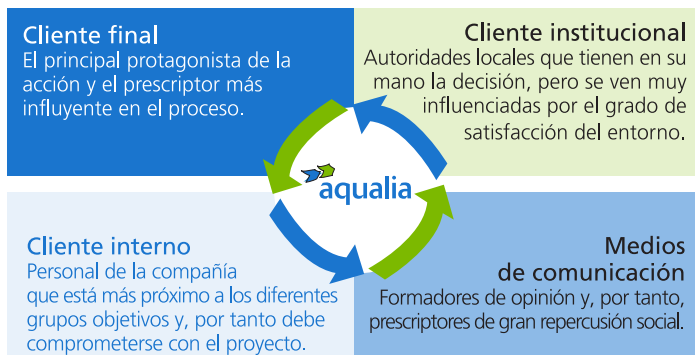 Cliente final
El principal protagonista de la
acción y el prescriptor más
influyente en el proceso.
Cliente institucional
Autoridades locales que tienen en su
mano la decisión, pero se ven muy
influenciadas por el grado de
satisfacción del entorno.
aqualia
Cliente interno
Personal de la compañía
que está más próximo a los diferentes
grupos objetivos y, por tanto debe
comprometerse con el proyecto.
Medios
de comunicación
Formadores de opinión y, por tanto,
prescriptores de gran repercusión social.